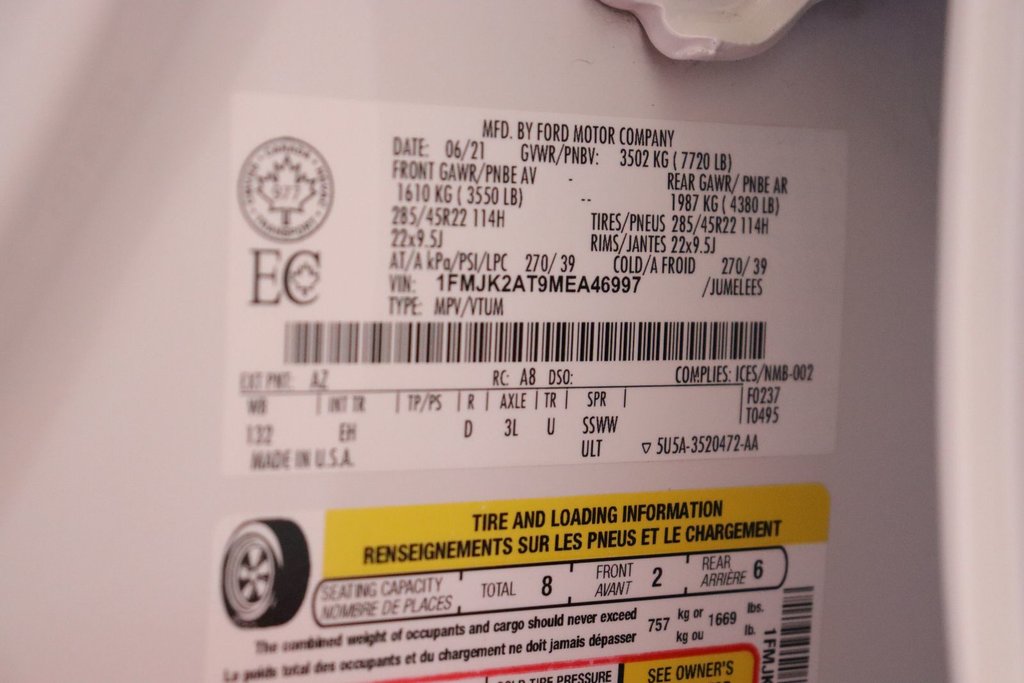 MFD. BY FORD MOTOR COMPANY
DATE: 06/21 GVWR/PNBV: 3502 KG ( 7720 LB)
FRONT GAWR/PNBE AV - REAR GAWR/ PNBE AR
1610 KG ( 3550 LB) -- 1987 KG ( 4380 LB)
285/45R22 114H TIRES/PNEUS 285/45R22 114H
22x9.5J RIMS/JANTES 22x9.5J
AT/A kPa/PSI/LPC 270/ 39 COLD/A FROID 270/ 39
VIN: 1FMJK2AT9MEA46997 /JUMELEES
TYPE: MPV/VTUM
977
EC
EXT PNT: AZ RC: A8 DSO: COMPLIES: ICES/NMB-002
WB | INT TR | TP/PS | R | AXLE | TR | SPR | F0237
T0495
132 EH D 3L U SSWW
ULT ▽ 5U5A-3520472-AA
MADE IN U.S.A.
TIRE AND LOADING INFORMATION
RENSEIGNEMENTS SUR LES PNEUS ET LE CHARGEMENT
SEATING CAPACITY TOTAL 8 FRONT 2 REAR 6
NOMBRE DE PLACES AVANT ARRIÈRE
The combined weight of occupants and cargo should never exceed 757 kg or 1669 lbs.
Le poids total des occupants et du chargement ne doit jamais dépasser kg ou lb.
TIRE PRESSURE
SEE OWNER'S
1FMJK